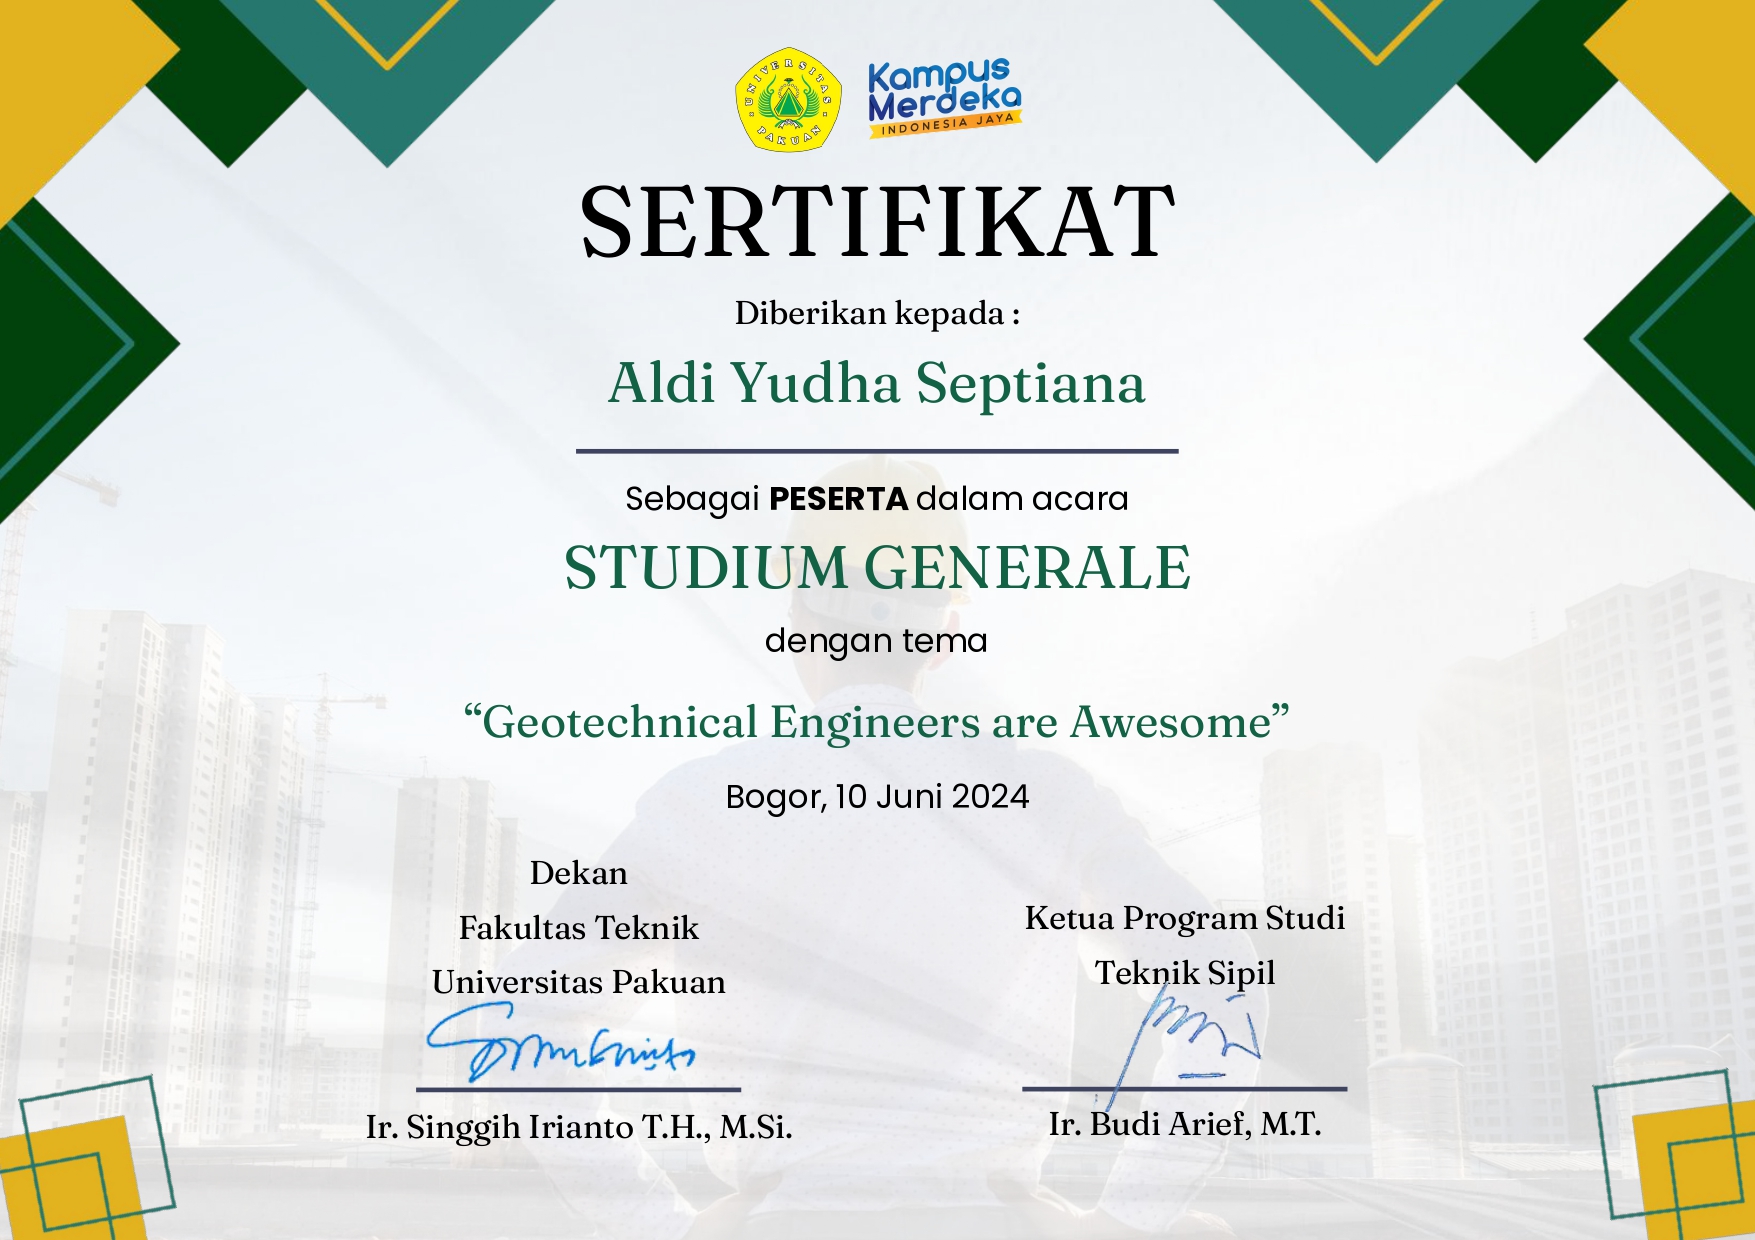 UNIVERSITAS PAKUAN
Kampus
Merdeka
INDONESIA JAYA
SERTIFIKAT
Diberikan kepada :
Aldi Yudha Septiana
Sebagai PESERTA dalam acara
STUDIUM GENERALE
dengan tema
“Geotechnical Engineers are Awesome”
Bogor, 10 Juni 2024
Dekan
Fakultas Teknik
Universitas Pakuan
Ir. Singgih Irianto T.H., M.Si.
Ketua Program Studi
Teknik Sipil
Ir. Budi Arief, M.T.